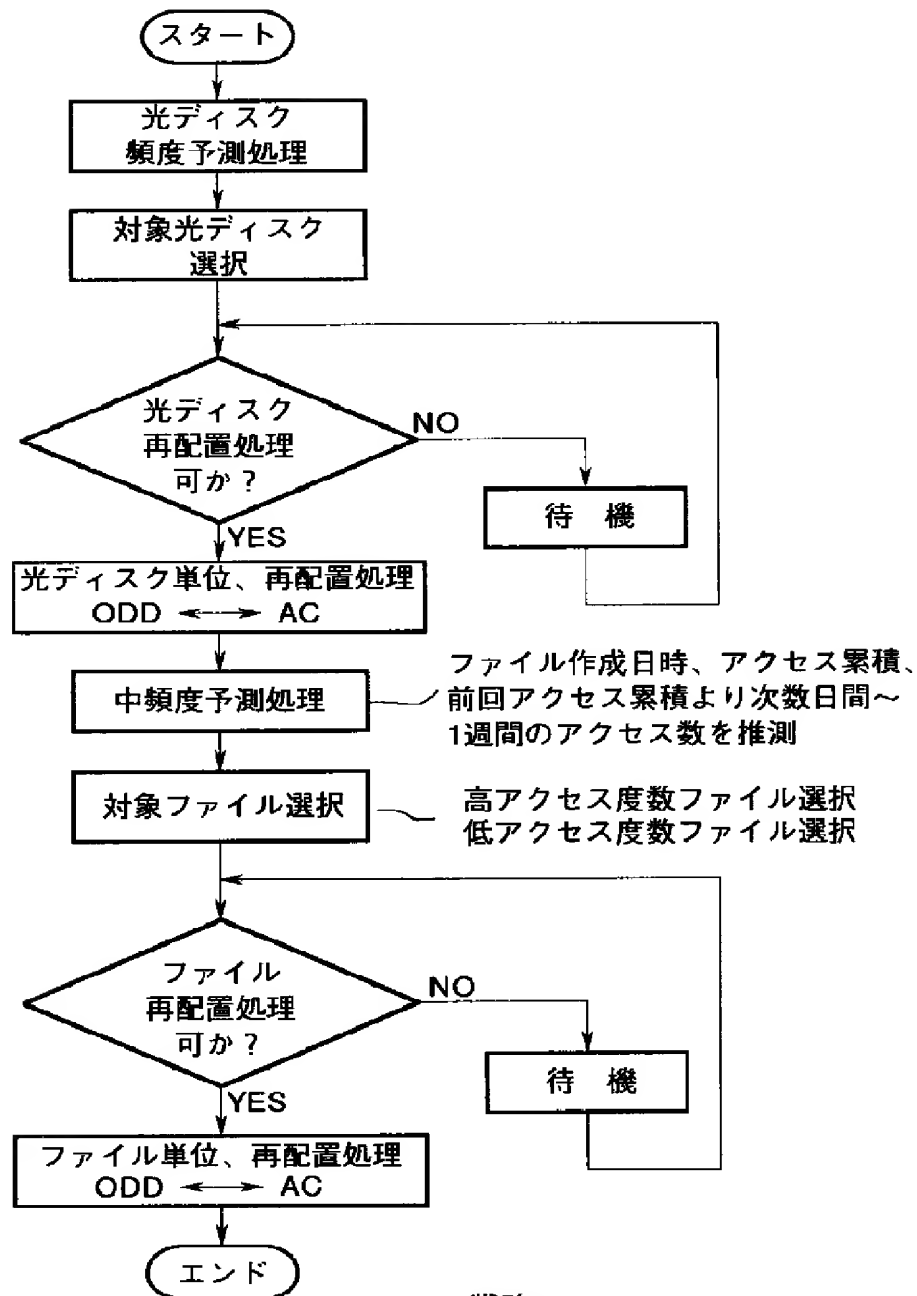 スタート
光ディスク
頻度予測処理
対象光ディスク
選択
光ディスク
再配置処理
可か？
NO
待　機
YES
光ディスク単位、再配置処理
ODD ←→ AC
中頻度予測処理
ファイル作成日時、アクセス累積、
前回アクセス累積より次数日間～
1週間のアクセス数を推測
対象ファイル選択
高アクセス度数ファイル選択
低アクセス度数ファイル選択
ファイル
再配置処理
可か？
NO
待　機
YES
ファイル単位、再配置処理
ODD ←→ AC
エンド